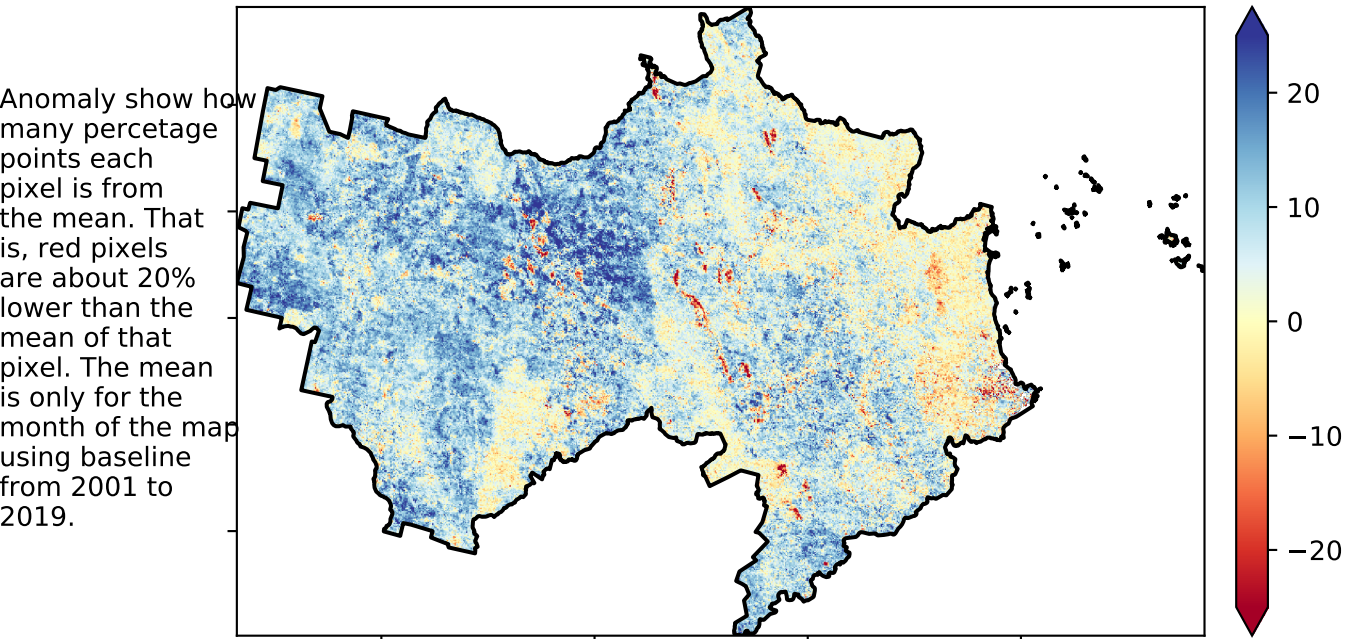 Anomaly show how
many percetage
points each
pixel is from
the mean. That
is, red pixels
are about 20%
lower than the
mean of that
pixel. The mean
is only for the
month of the map
using baseline
from 2001 to
2019.
20
10
0
−10
−20